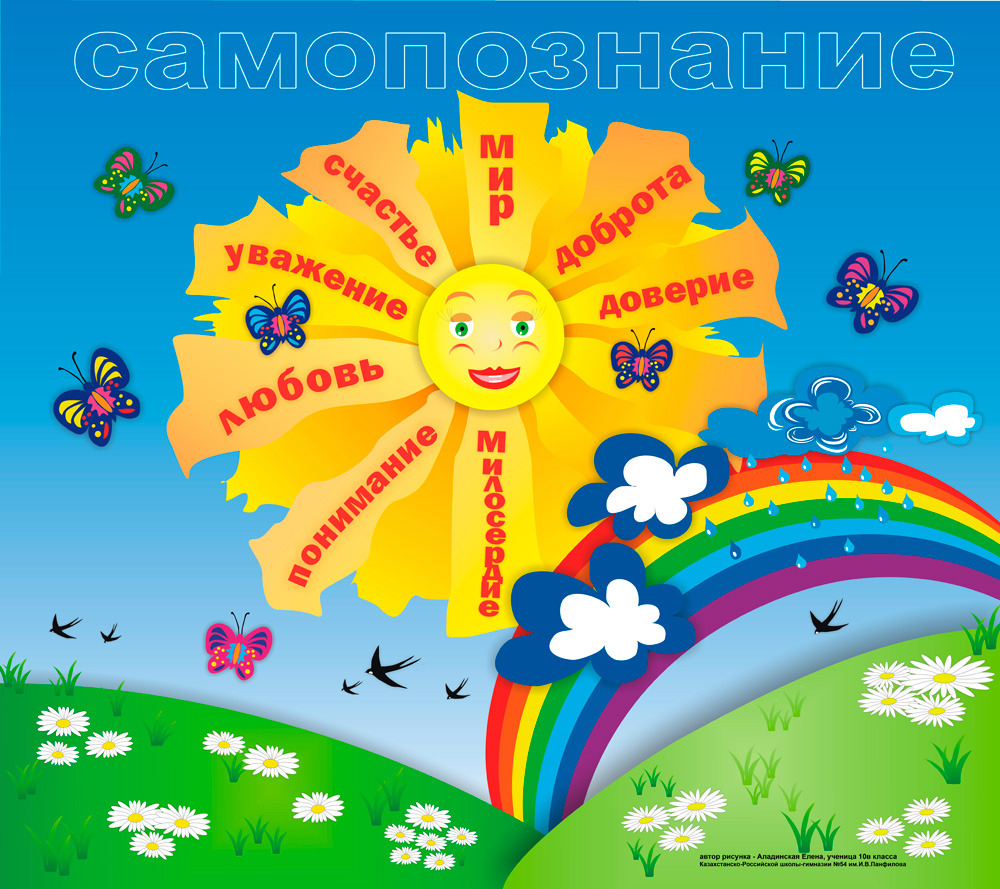 самопознание
мир
счастье
доброта
уважение
доверие
любовь
понимание
милосердие
автор рисунка - Аладинская Елена, ученица 10в класса
Казахстанско-Российской школы-гимназии №54 им.И.В.Панфилова